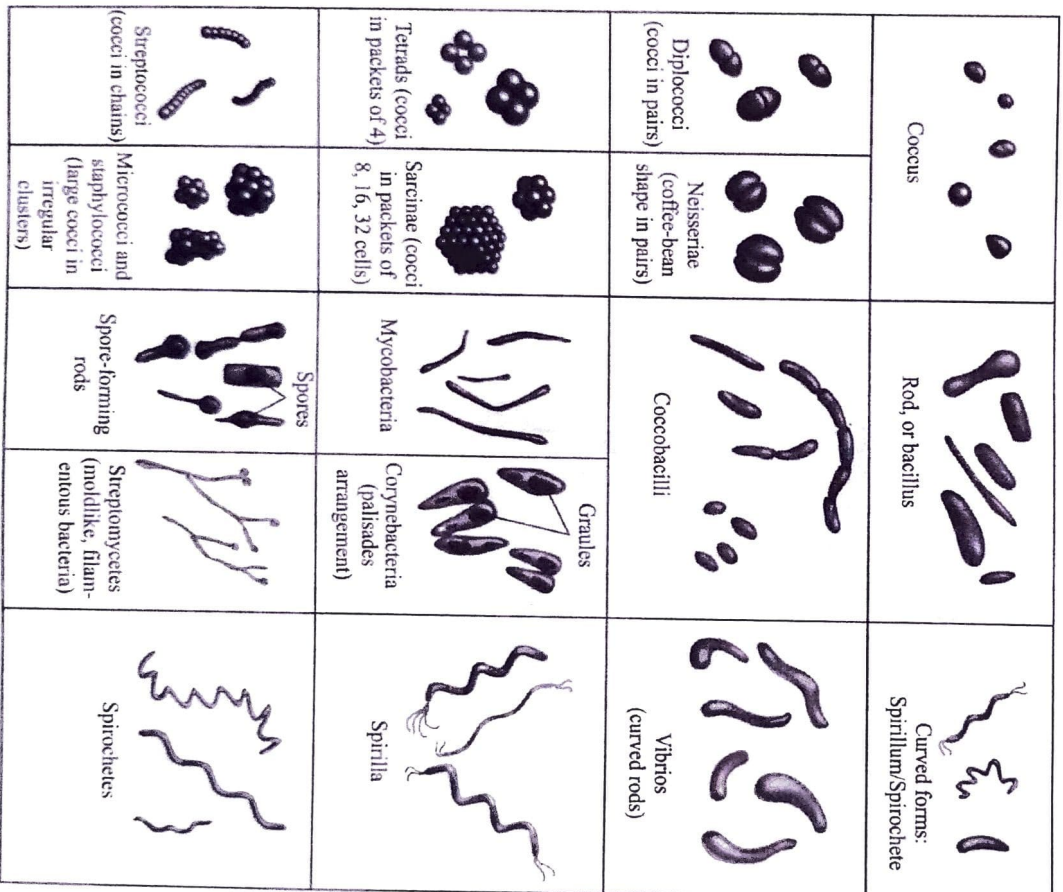 Coccus
Rod, or bacillus
Curved forms:
Spirillum/Spirochete
Diplococci
(cocci in pairs)
Neisseriae
(coffee-bean
shape in pairs)
Coccobacilli
Vibrios
(curved rods)
Tetrads (cocci
in packets of 4)
Sarcinae (cocci
in packets of
8, 16, 32 cells)
Mycobacteria
Graules
Corynebacteria
(palisades
arrangement)
Spirilla
Streptococci
(cocci in chains)
Micrococci and
staphylococci
(large cocci in
irregular
clusters)
Spores
Spore-forming
rods
Streptomycetes
(moldlike, filam-
entous bacteria)
Spirochetes